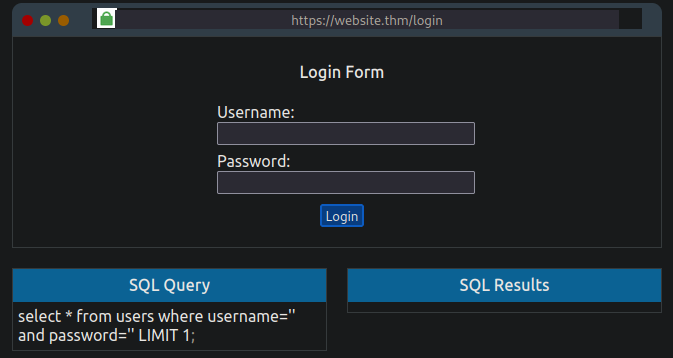 https://website.thm/login
Login Form
Username:
Password:
Login
SQL Query
select * from users where username=''
and password='' LIMIT 1;
SQL Results